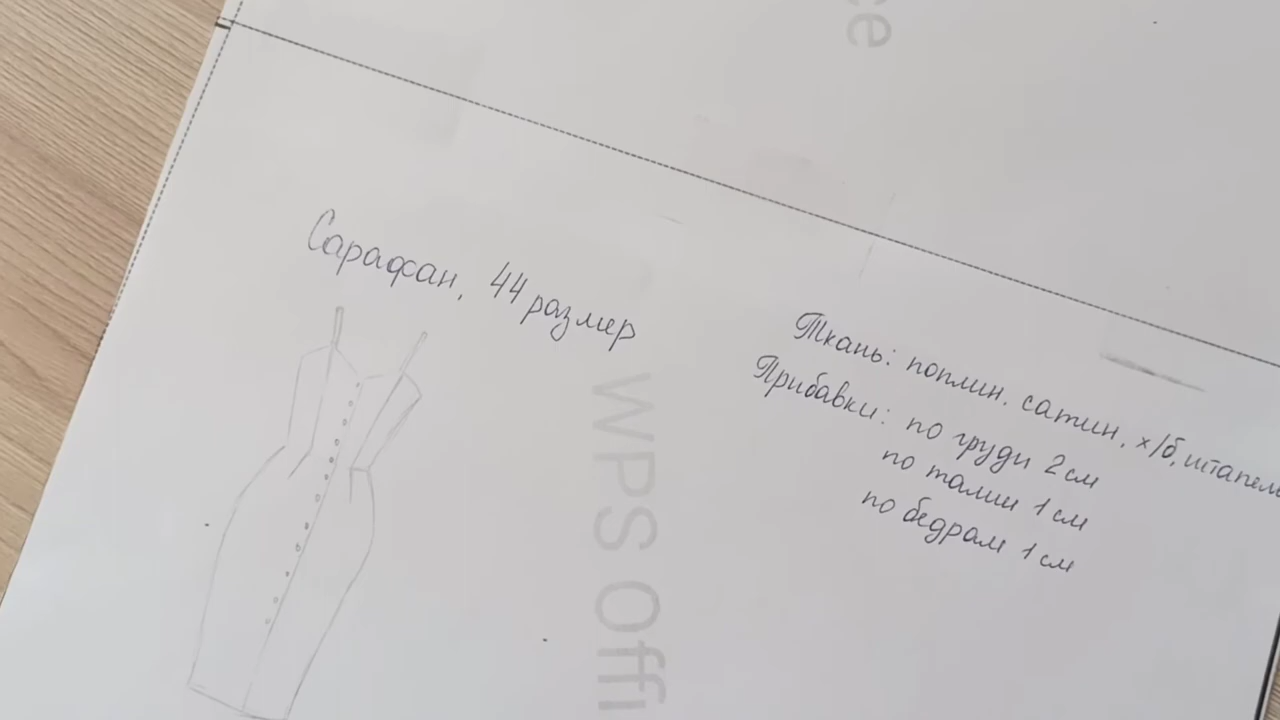 Сарафан, 44 размер
Ткань: поплин, сатин, х/б, штапель
Прибавки: по груди 2 см
по талии 1 см
по бедрам 1 см
WPS Offi
ce